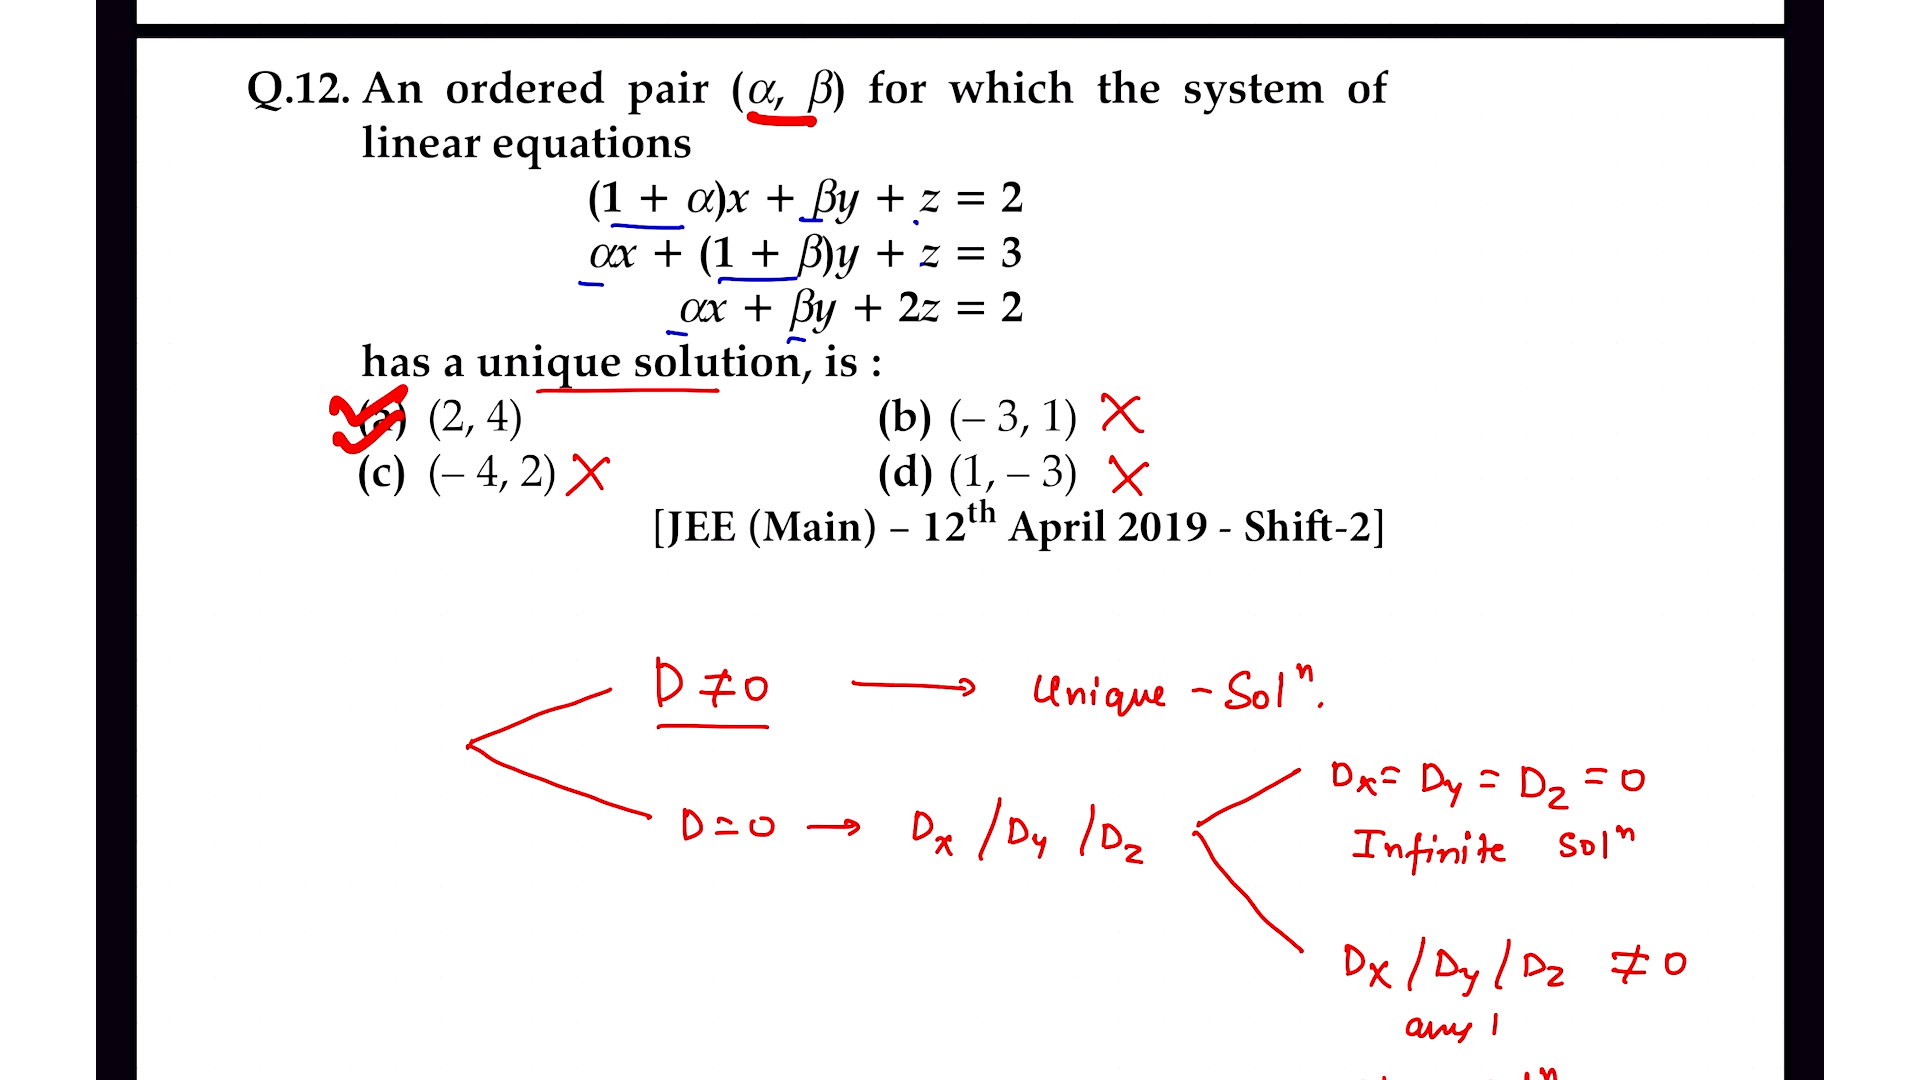 Q.12. An ordered pair (α, β) for which the system of
linear equations
(1 + α)x + βy + z = 2
αx + (1 + β)y + z = 3
αx + βy + 2z = 2
has a unique solution, is :
(a) (2, 4) (b) (– 3, 1) ×
(c) (– 4, 2) × (d) (1, – 3) ×
[JEE (Main) – 12th April 2019 - Shift-2]
D ≠ 0 → Unique - Solⁿ.
Dx = Dy = Dz = 0
D = 0 → Dx / Dy / Dz
Infinite Solⁿ
Dx / Dy / Dz ≠ 0
any 1